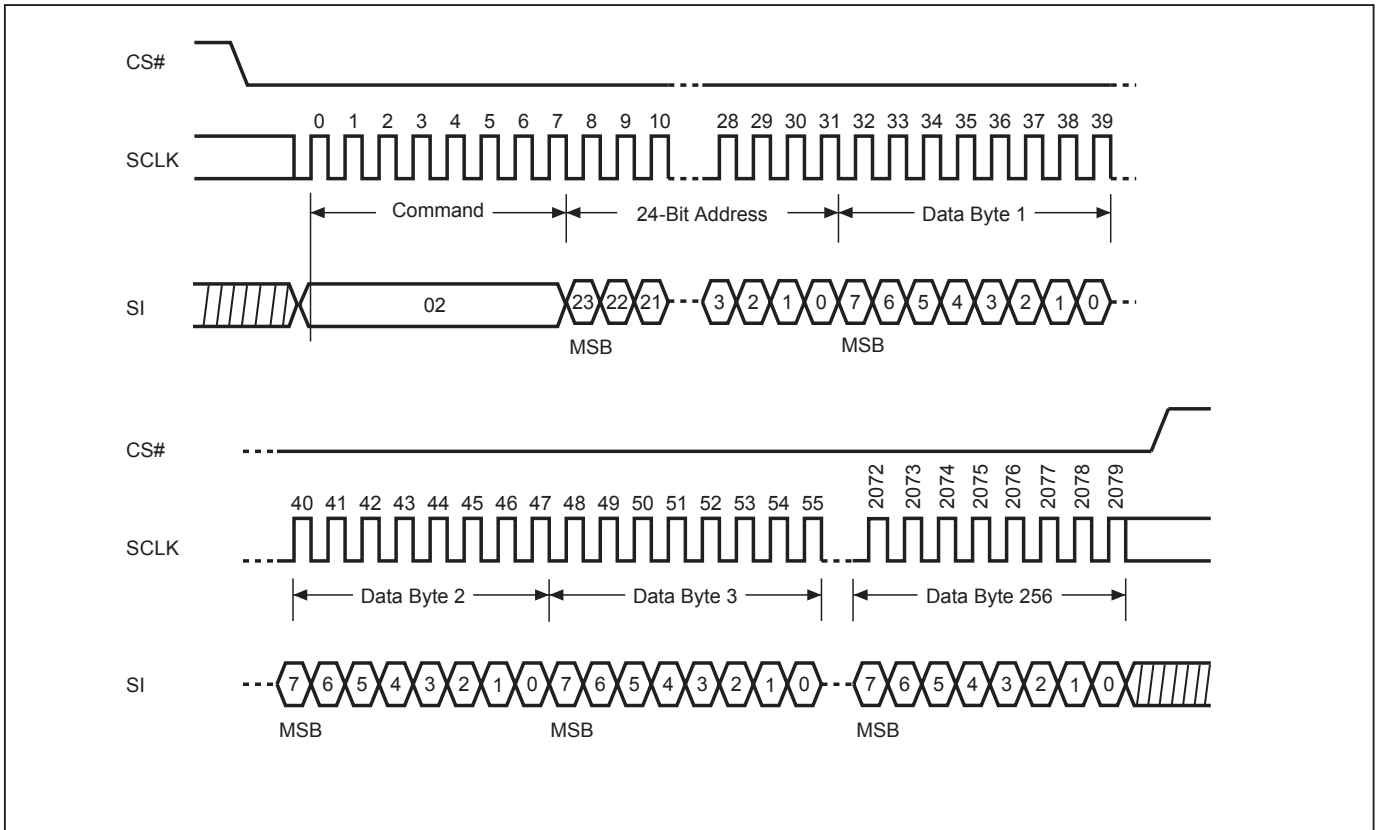 CS#
0 1 2 3 4 5 6 7 8 9 10 28 29 30 31 32 33 34 35 36 37 38 39
SCLK
Command 24-Bit Address Data Byte 1
SI 02 23 22 21 3 2 1 0 7 6 5 4 3 2 1 0
MSB MSB
CS#
40 41 42 43 44 45 46 47 48 49 50 51 52 53 54 55 2072 2073 2074 2075 2076 2077 2078 2079
SCLK
Data Byte 2 Data Byte 3 Data Byte 256
SI 7 6 5 4 3 2 1 0 7 6 5 4 3 2 1 0 7 6 5 4 3 2 1 0
MSB MSB MSB